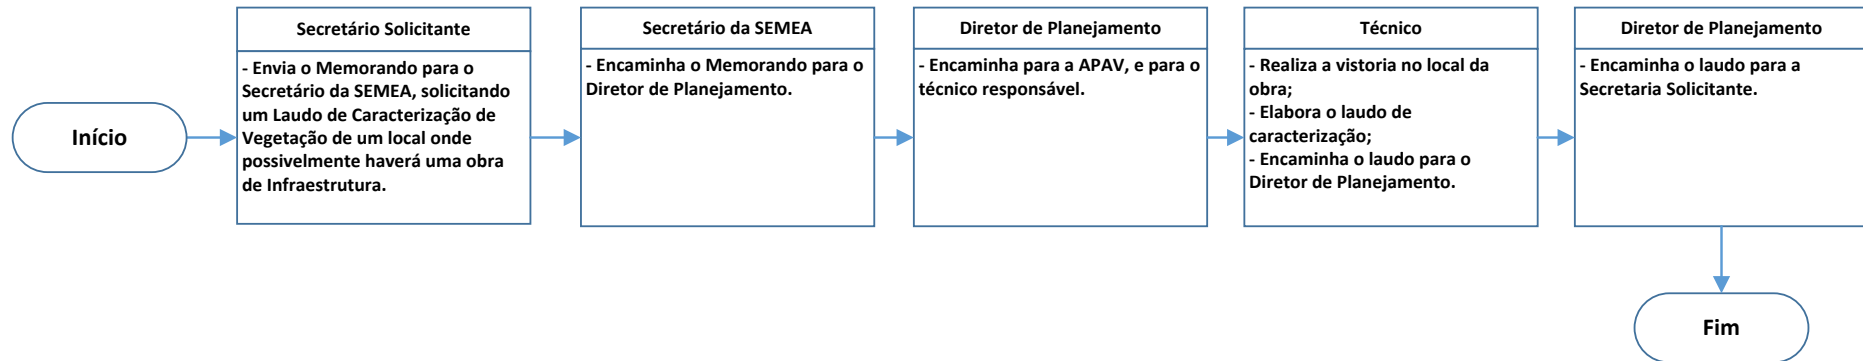 Início
Secretário Solicitante
- Envia o Memorando para o
Secretário da SEMEA, solicitando
um Laudo de Caracterização de
Vegetação de um local onde
possivelmente haverá uma obra
de Infraestrutura.
Secretário da SEMEA
- Encaminha o Memorando para o
Diretor de Planejamento.
Diretor de Planejamento
- Encaminha para a APAV, e para o
técnico responsável.
Técnico
- Realiza a vistoria no local da
obra;
- Elabora o laudo de
caracterização;
- Encaminha o laudo para o
Diretor de Planejamento.
Diretor de Planejamento
- Encaminha o laudo para a
Secretaria Solicitante.
Fim